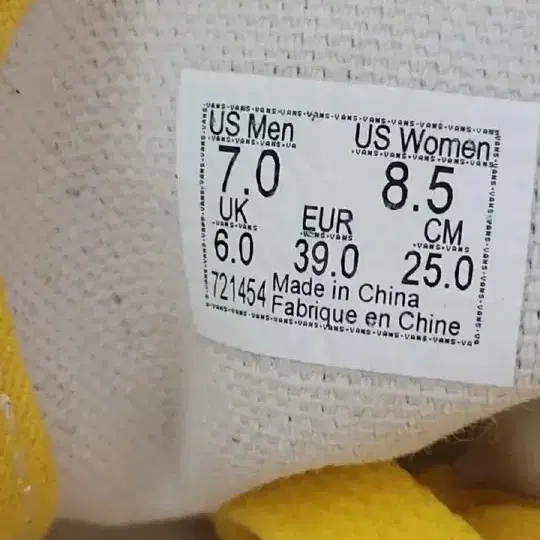 US Men US Women
7.0 8.5
UK EUR CM
6.0 39.0 25.0
721454 Made in China
Fabrique en Chine